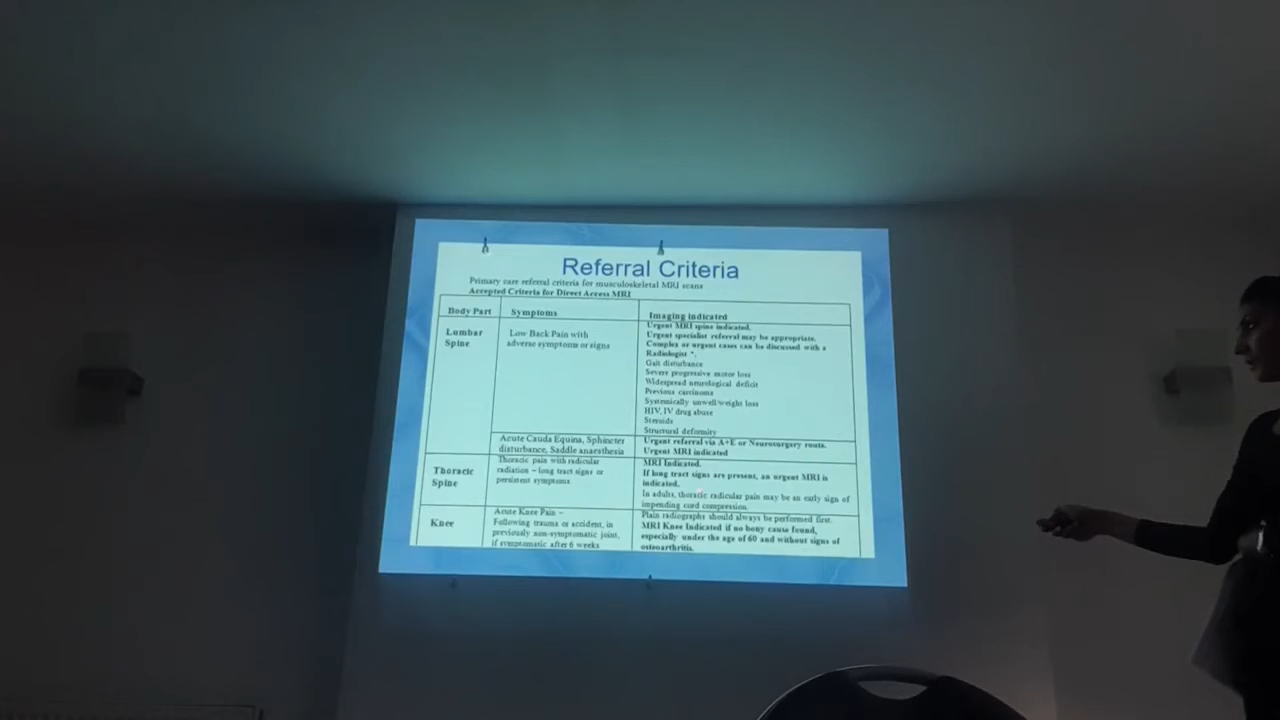 Referral Criteria
Primary care referral criteria for musculoskeletal MRI scans
Accepted Criteria for Direct Access MRI
Body Part
Symptoms
Imaging indicated
Lumbar
Spine
Low Back Pain with
adverse symptoms or signs
Urgent MRI spine indicated.
Urgent specialist referral may be appropriate.
Complex or urgent cases can be discussed with a
Radiologist *.
Gait disturbance
Severe progressive motor loss
Widespread neurological deficit
Previous carcinoma
Systemically unwell/weight loss
HIV, IV drug abuse
Steroids
Structural deformity
Acute Cauda Equina, Sphincter
disturbance, Saddle anaesthesia
Urgent referral via A+E or Neurosurgery route.
Urgent MRI indicated
Thoracic
Spine
Thoracic pain with radicular
radiation – long tract signs or
persistent symptoms
MRI Indicated.
If long tract signs are present, an urgent MRI is
indicated.
In adults, thoracic radicular pain may be an early sign of
impending cord compression.
Knee
Acute Knee Pain –
Following trauma or accident, in
previously non-symptomatic joint,
if symptomatic after 6 weeks
Plain radiographs should always be performed first.
MRI Knee Indicated if no bony cause found,
especially under the age of 60 and without signs of
osteoarthritis.